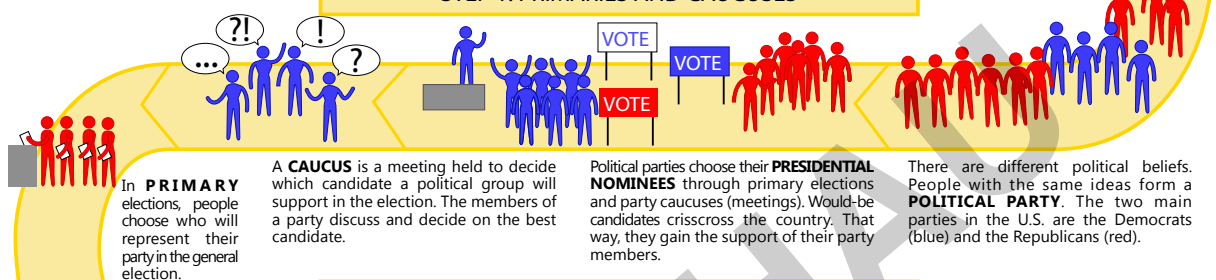 STEP 1: PRIMARIES AND CAUCUSES
?!
!
...
?
VOTE
VOTE
VOTE
In PRIMARY
elections, people
choose who will
represent their
party in the general
election.
A CAUCUS is a meeting held to decide
which candidate a political group will
support in the election. The members of
a party discuss and decide on the best
candidate.
Political parties choose their PRESIDENTIAL
NOMINEES through primary elections
and party caucuses (meetings). Would-be
candidates crisscross the country. That
way, they gain the support of their party
members.
There are different political beliefs.
People with the same ideas form a
POLITICAL PARTY. The two main
parties in the U.S. are the Democrats
(blue) and the Republicans (red).